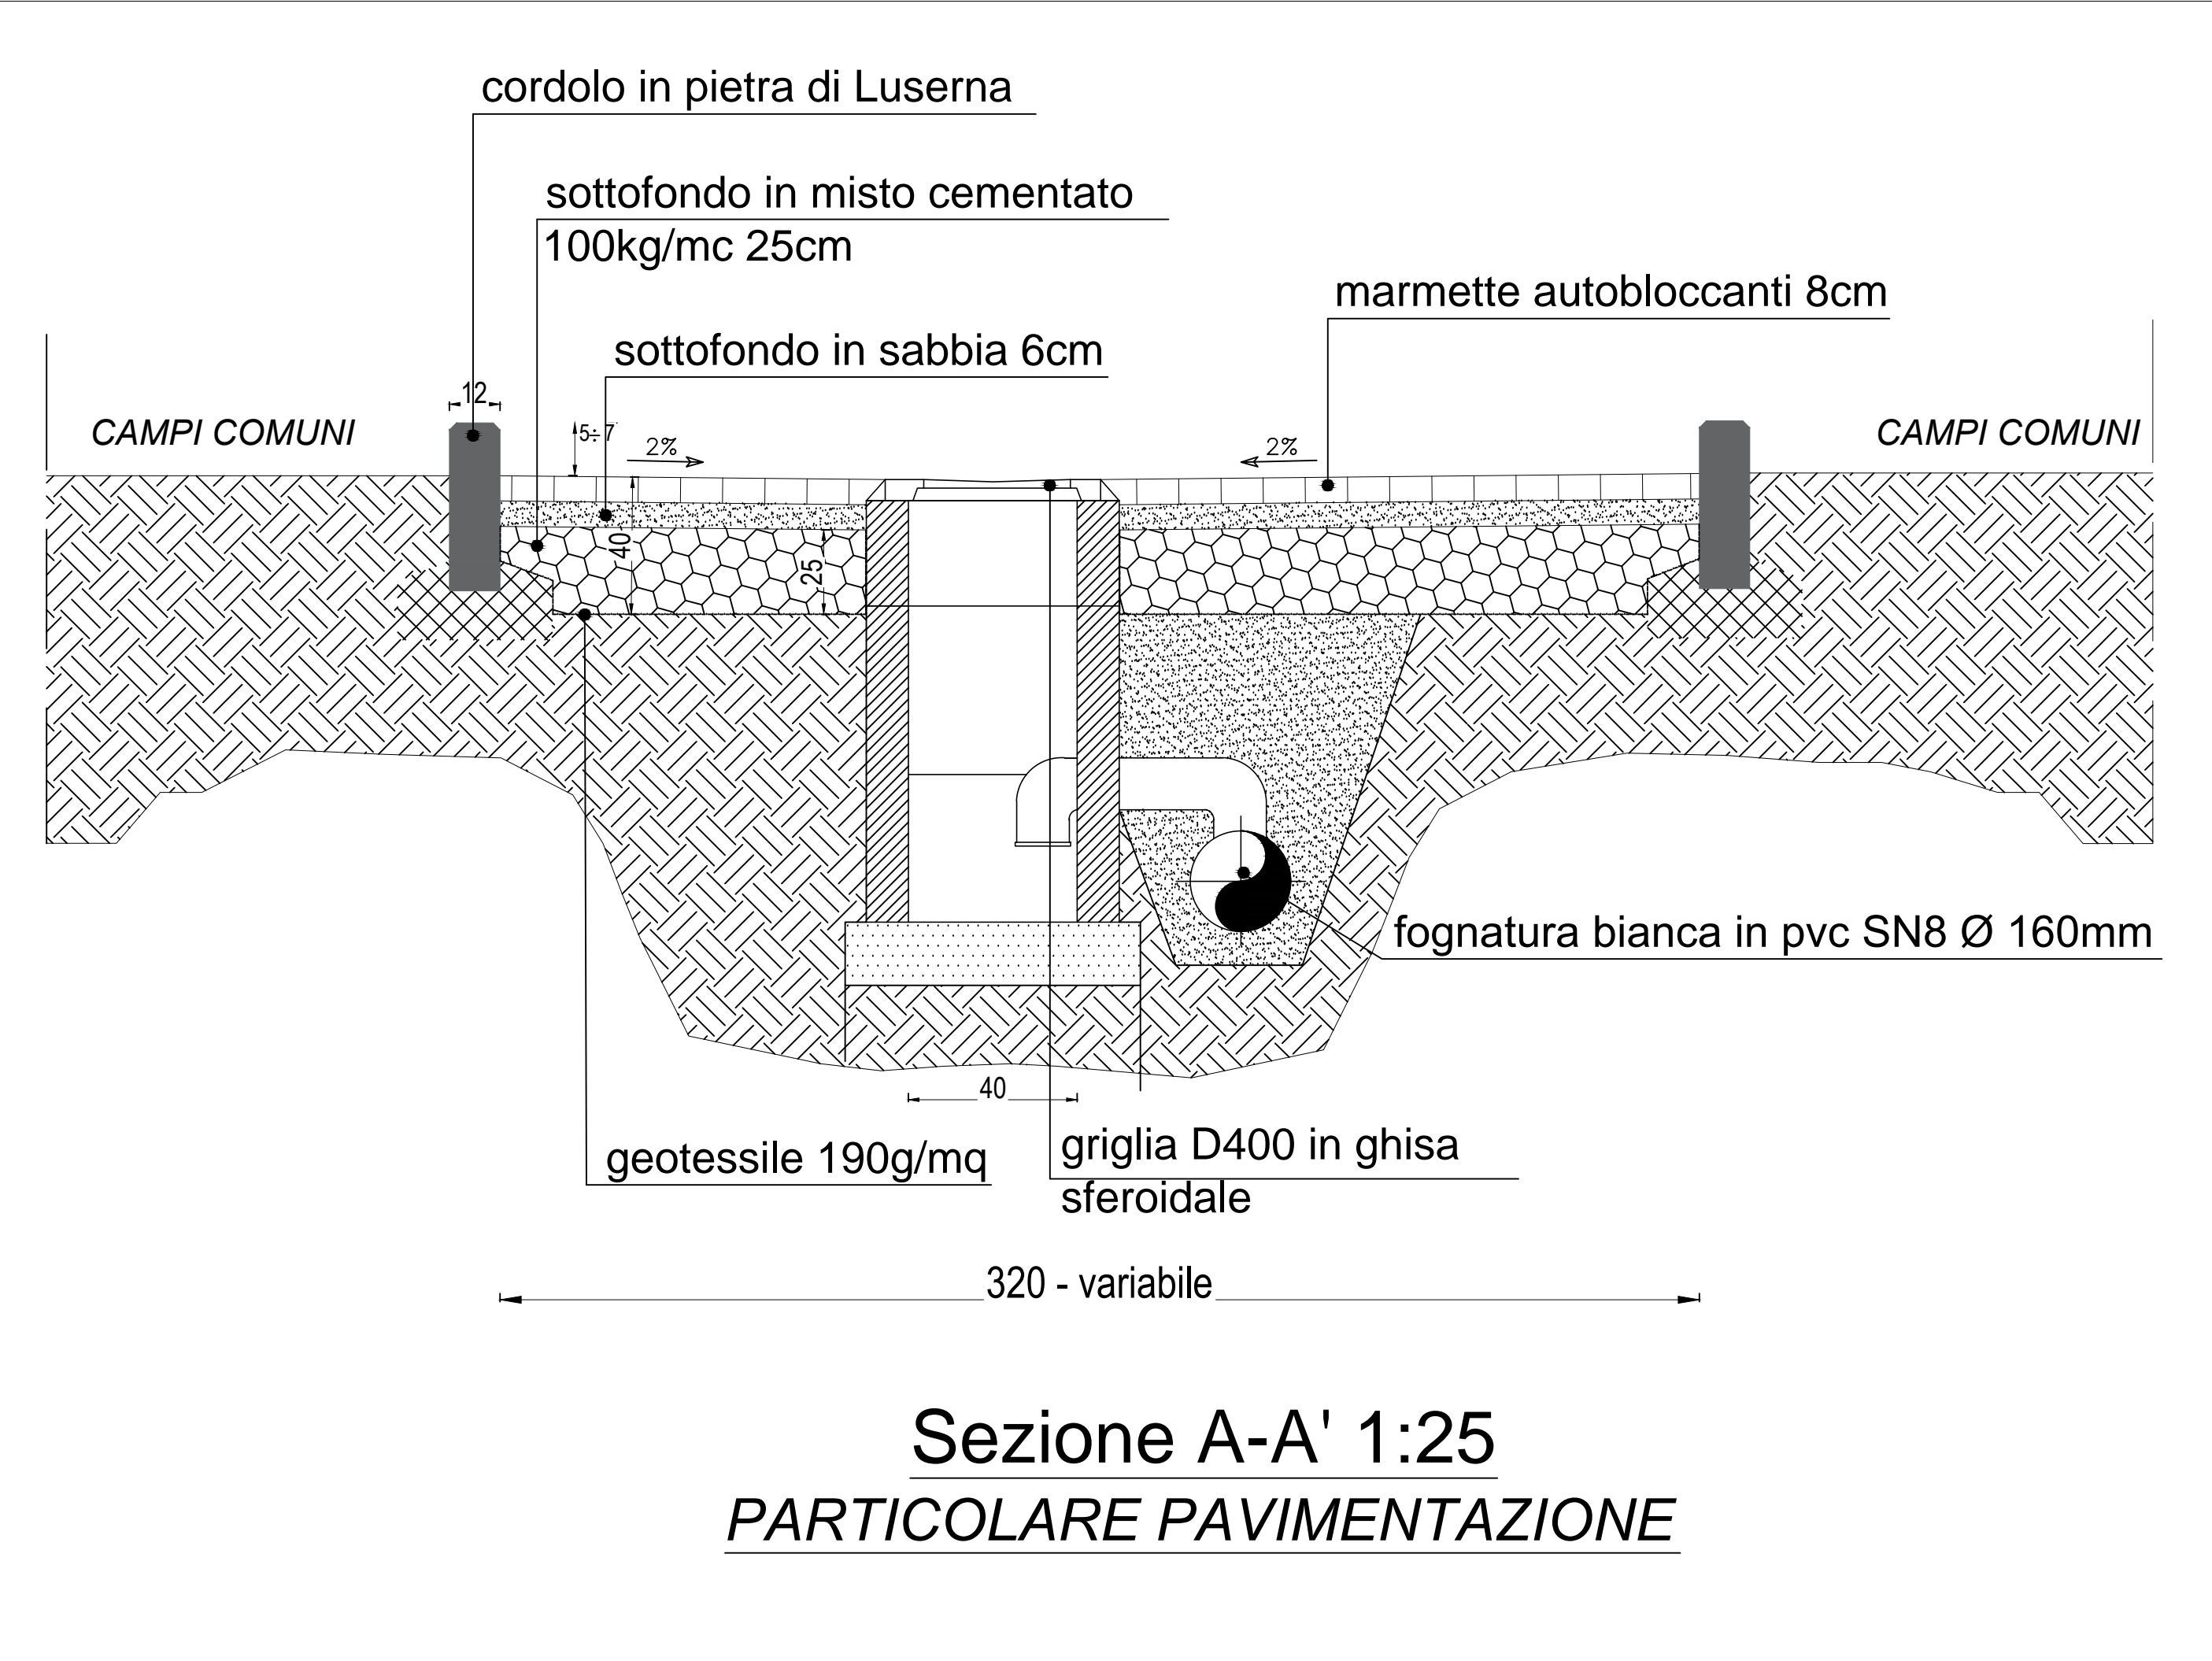 cordolo in pietra di Luserna
sottofondo in misto cementato
100kg/mc 25cm
marmette autobloccanti 8cm
sottofondo in sabbia 6cm
12
CAMPI COMUNI
5÷7
2%
2%
CAMPI COMUNI
40
25
fognatura bianca in pvc SN8 Ø 160mm
40
geotessile 190g/mq
griglia D400 in ghisa
sferoidale
320 - variabile
Sezione A-A' 1:25
PARTICOLARE PAVIMENTAZIONE